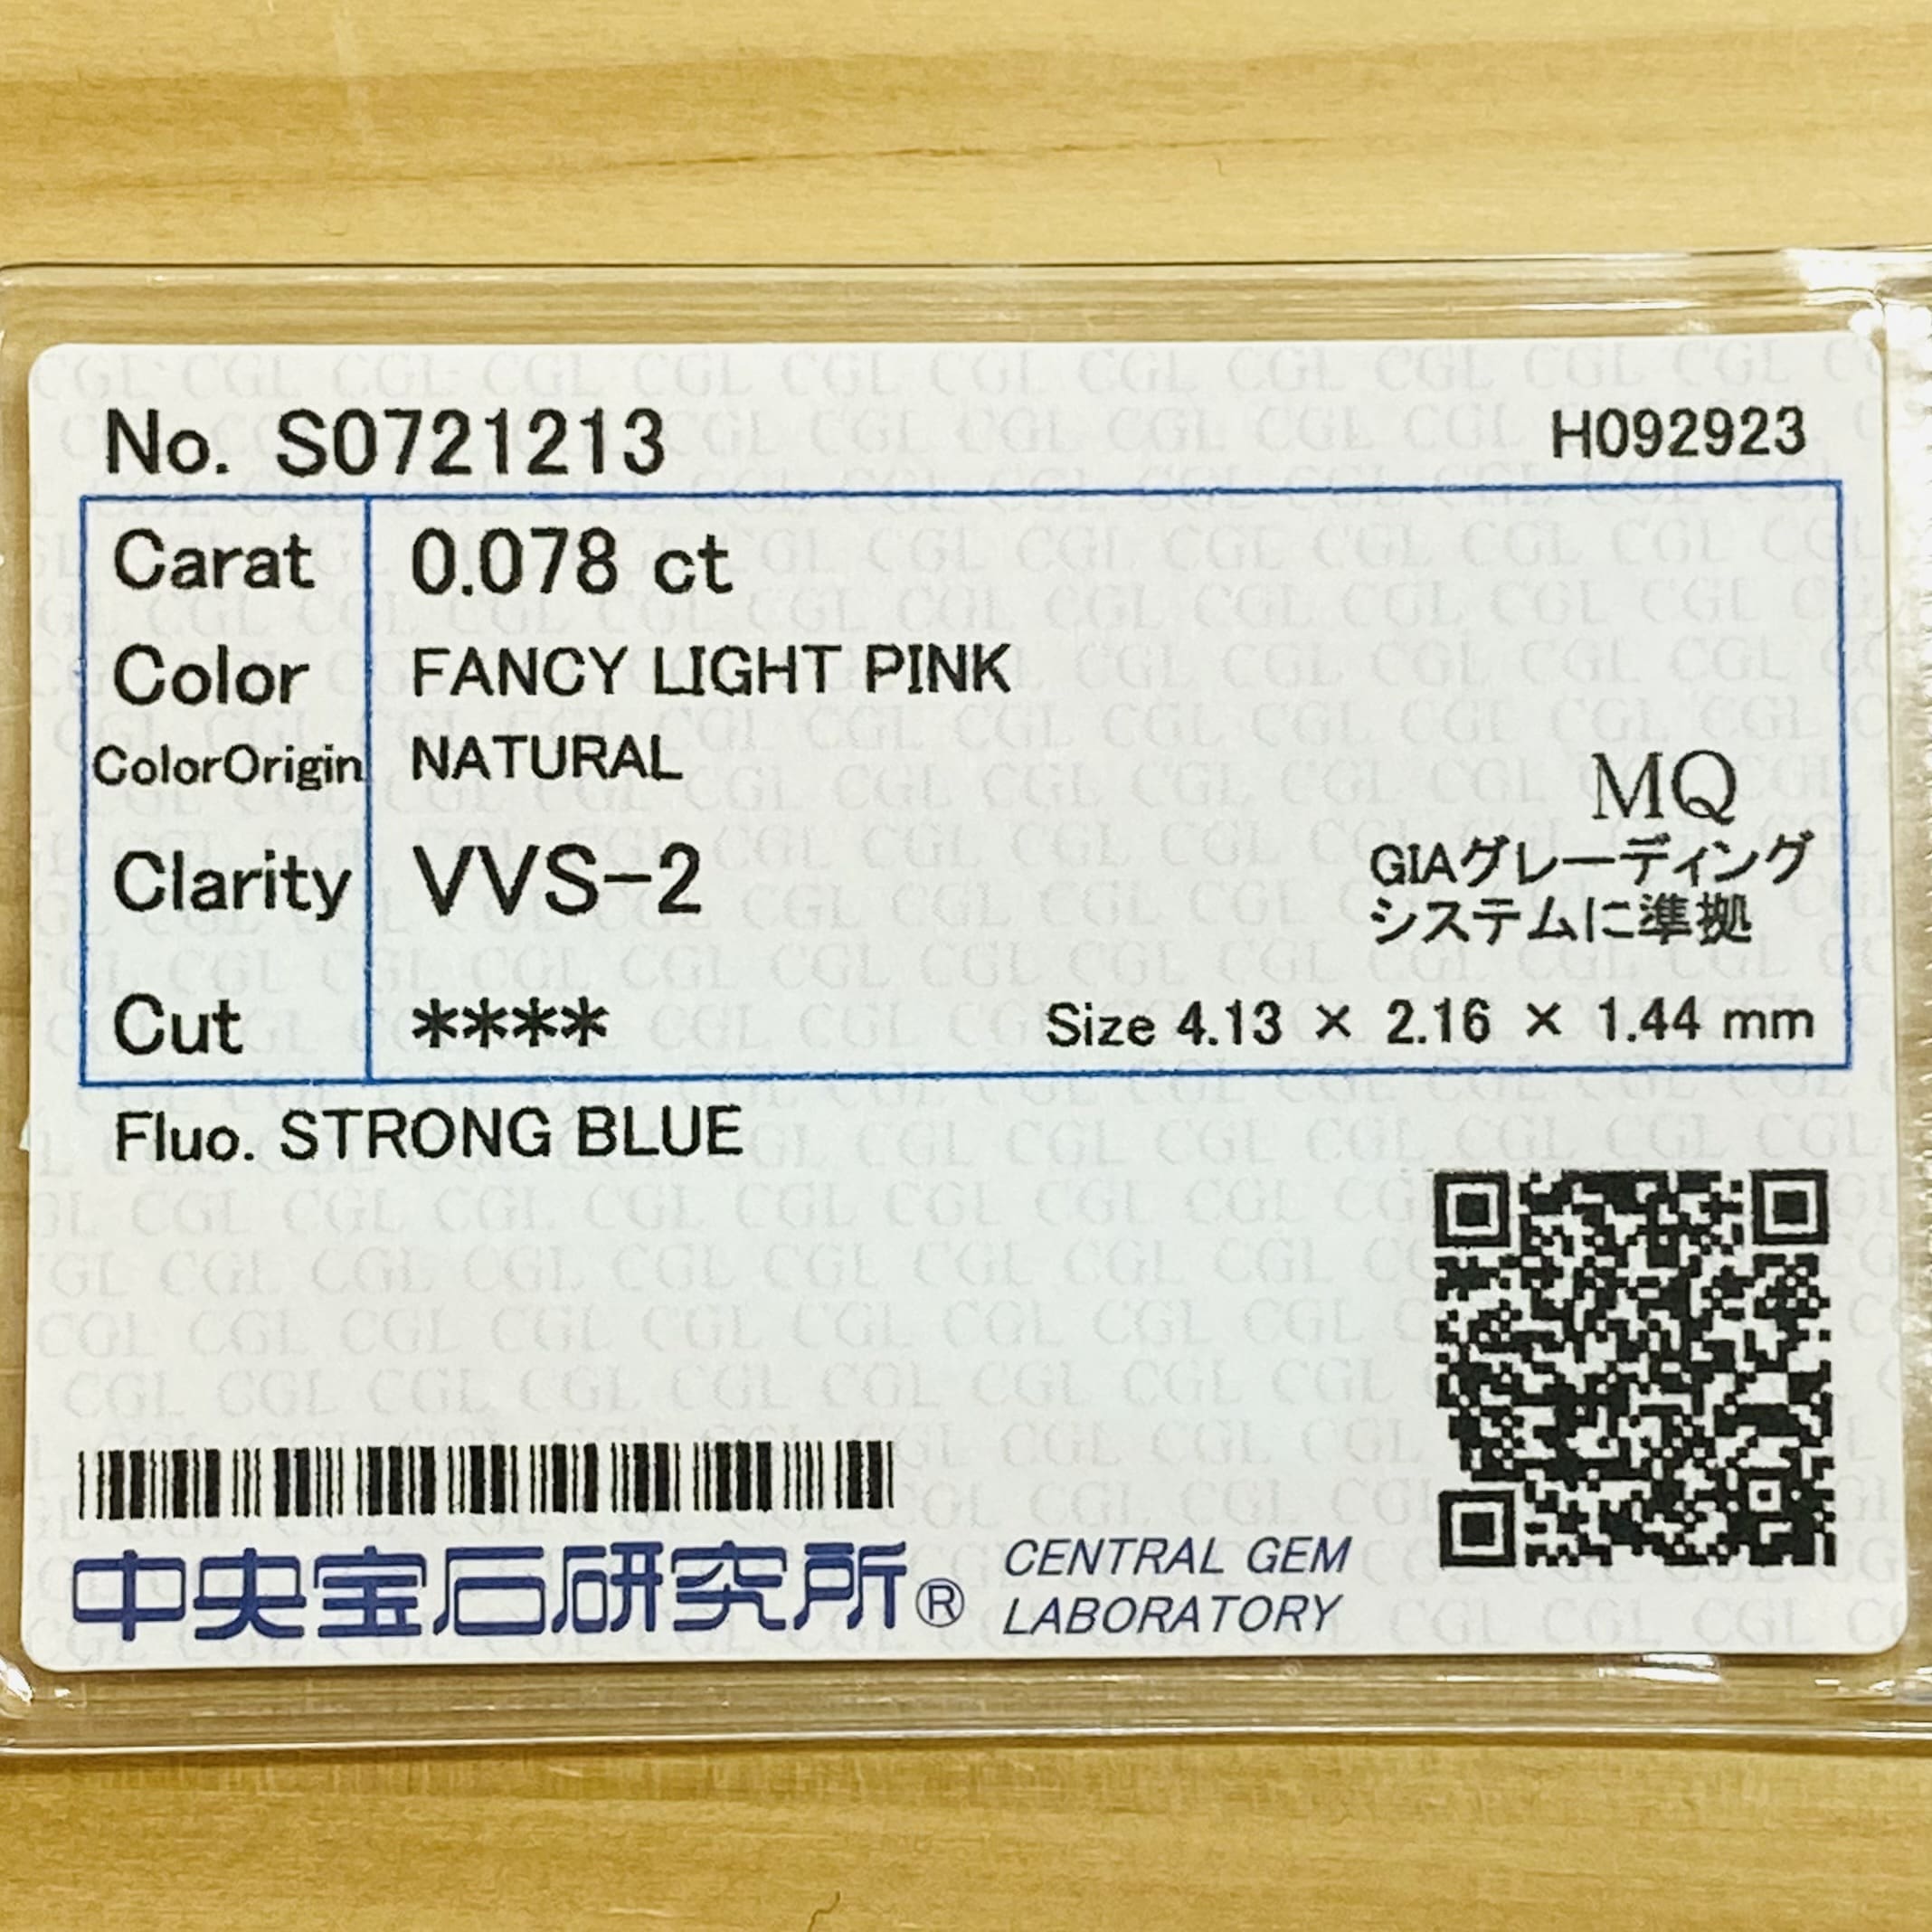 No. S0721213
H092923
Carat 0.078 ct
Color FANCY LIGHT PINK
ColorOrigin NATURAL
MQ
Clarity VVS-2
GIAグレーディング
システムに準拠
Cut ****
Size 4.13 × 2.16 × 1.44 mm
Fluo. STRONG BLUE
中央宝石研究所®
CENTRAL GEM
LABORATORY